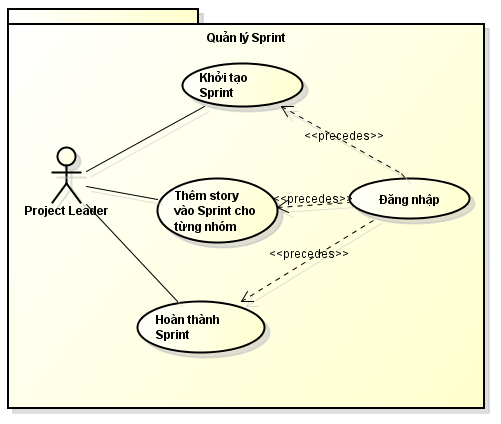 Quản lý Sprint
Khởi tạo
Sprint
<<precedes>>
Project Leader
Thêm story
vào Sprint cho
từng nhóm
<<precedes>>
Đăng nhập
<<precedes>>
Hoàn thành
Sprint